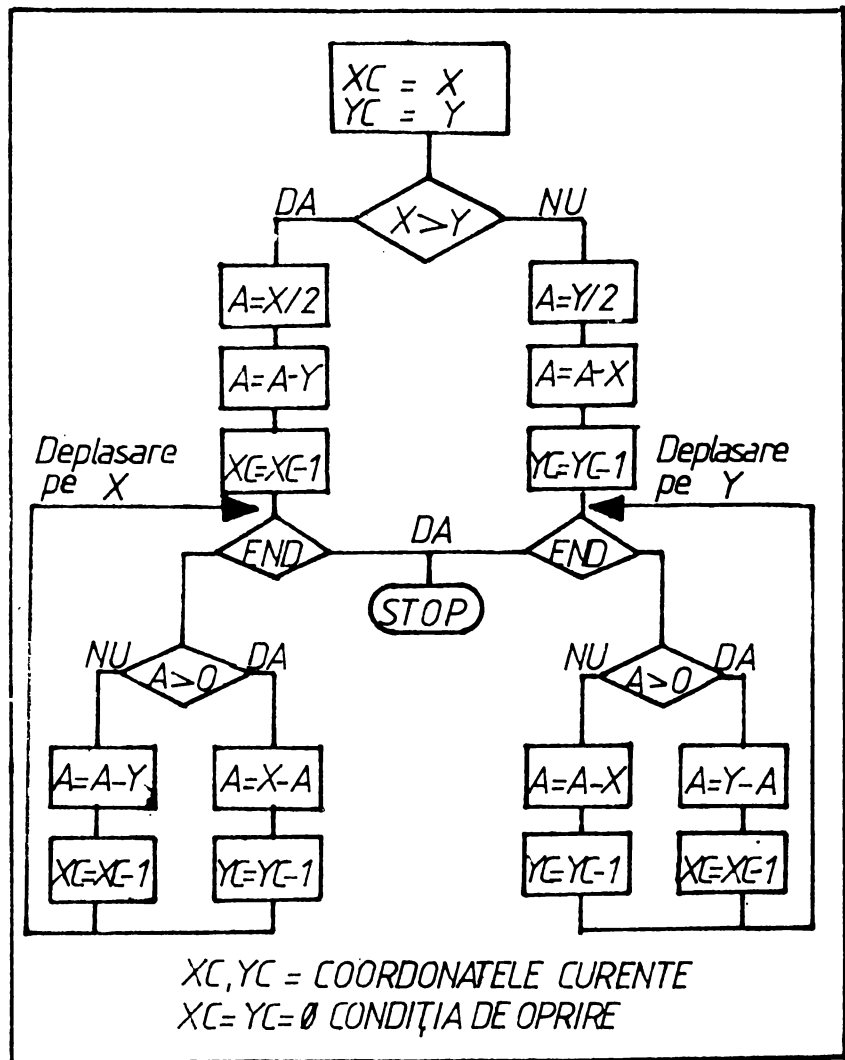 XC = X
YC = Y
DA
X>Y
NU
A=X/2
A=Y/2
A=A-Y
A=A-X
XC=XC-1
YC=YC-1
Deplasare
pe X
Deplasare
pe Y
END
DA
END
STOP
NU
A>0
DA
NU
A>0
DA
A=A-Y
A=X-A
A=A-X
A=Y-A
XC=XC-1
YC=YC-1
YC=YC-1
XC=XC-1
XC,YC = COORDONATELE CURENTE
XC=YC=Ø CONDIŢIA DE OPRIRE